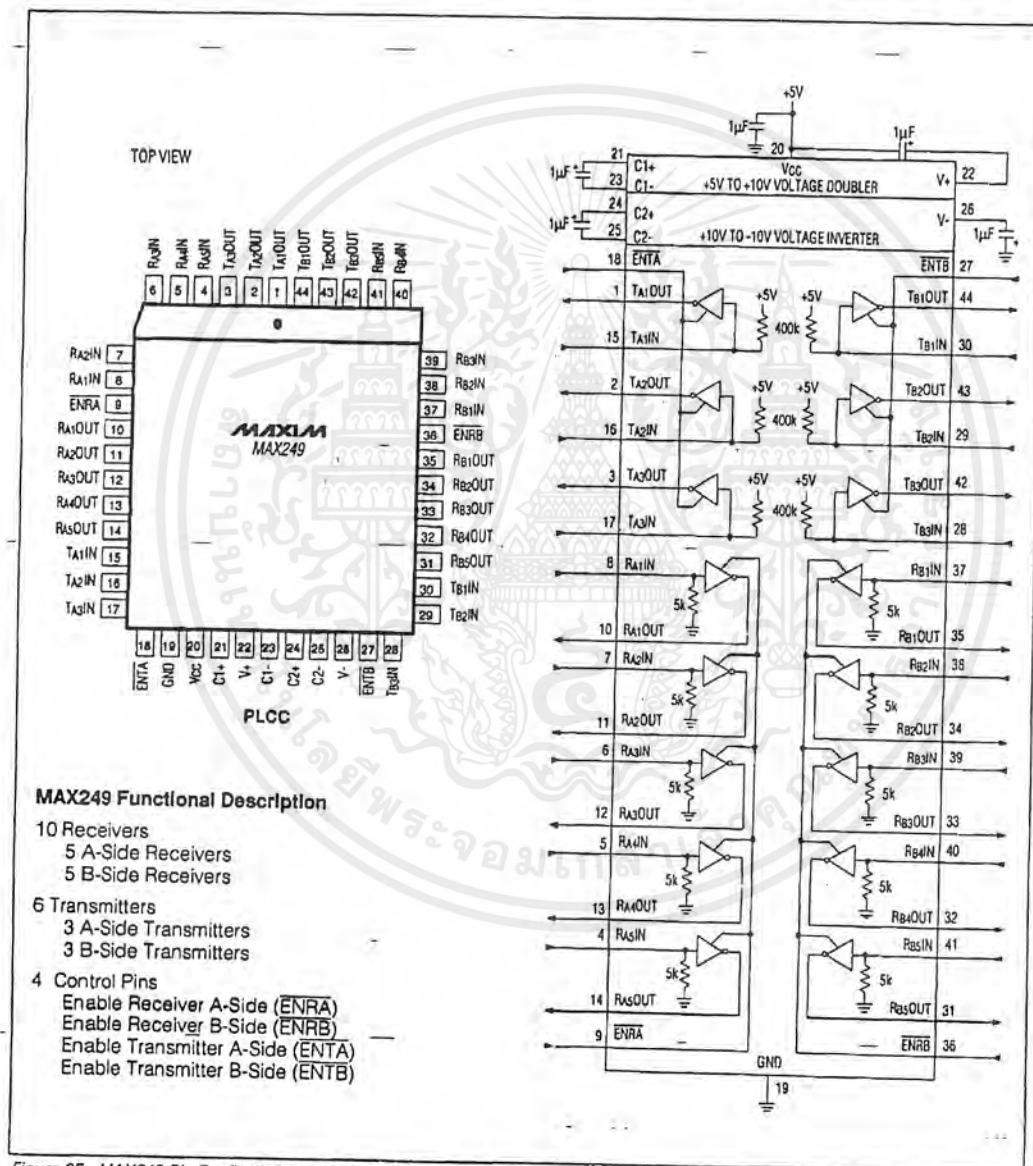 TOP VIEW
RA3IN
RA4IN
RA5IN
TA3OUT
TA2OUT
TA1OUT
TB1OUT
TB2OUT
TB3OUT
RB5IN
RB4IN
6 5 4 3 2 1 44 43 42 41 40
RA2IN 7
RA1IN 8
ENRA 9
RA1OUT 10
RA2OUT 11
RA3OUT 12
RA4OUT 13
RA5OUT 14
TA1IN 15
TA2IN 16
TA3IN 17
MAXIM
MAX249
39 RB3IN
38 RB2IN
37 RB1IN
36 ENRB
35 RB1OUT
34 RB2OUT
33 RB3OUT
32 RB4OUT
31 RB5OUT
30 TB1IN
29 TB2IN
18 19 20 21 22 23 24 25 26 27 28
ENTA
GND
VCC
C1+
V+
C1-
C2+
C2-
V-
ENTB
TB3IN
PLCC
MAX249 Functional Description
10 Receivers
5 A-Side Receivers
5 B-Side Receivers
6 Transmitters
3 A-Side Transmitters
3 B-Side Transmitters
4 Control Pins
Enable Receiver A-Side (ENRA)
Enable Receiver B-Side (ENRB)
Enable Transmitter A-Side (ENTA)
Enable Transmitter B-Side (ENTB)
+5V
1µF
1µF
20
VCC
21 C1+
1µF
23 C1-
+5V TO +10V VOLTAGE DOUBLER
V+ 22
24 C2+
1µF
25 C2-
+10V TO -10V VOLTAGE INVERTER
V- 26
1µF
18 ENTA
ENTB 27
1 TA1OUT
+5V +5V
TB1OUT 44
400k
15 TA1IN
TB1IN 30
2 TA2OUT
+5V +5V
TB2OUT 43
400k
16 TA2IN
TB2IN 29
3 TA3OUT
+5V +5V
TB3OUT 42
400k
17 TA3IN
TB3IN 28
8 RA1IN
RB1IN 37
5k 5k
10 RA1OUT
RB1OUT 35
7 RA2IN
RB2IN 38
5k 5k
11 RA2OUT
RB2OUT 34
6 RA3IN
RB3IN 39
5k 5k
12 RA3OUT
RB3OUT 33
5 RA4IN
RB4IN 40
5k 5k
13 RA4OUT
RB4OUT 32
4 RA5IN
RB5IN 41
5k 5k
14 RA5OUT
RB5OUT 31
9 ENRA
ENRB 36
GND
19